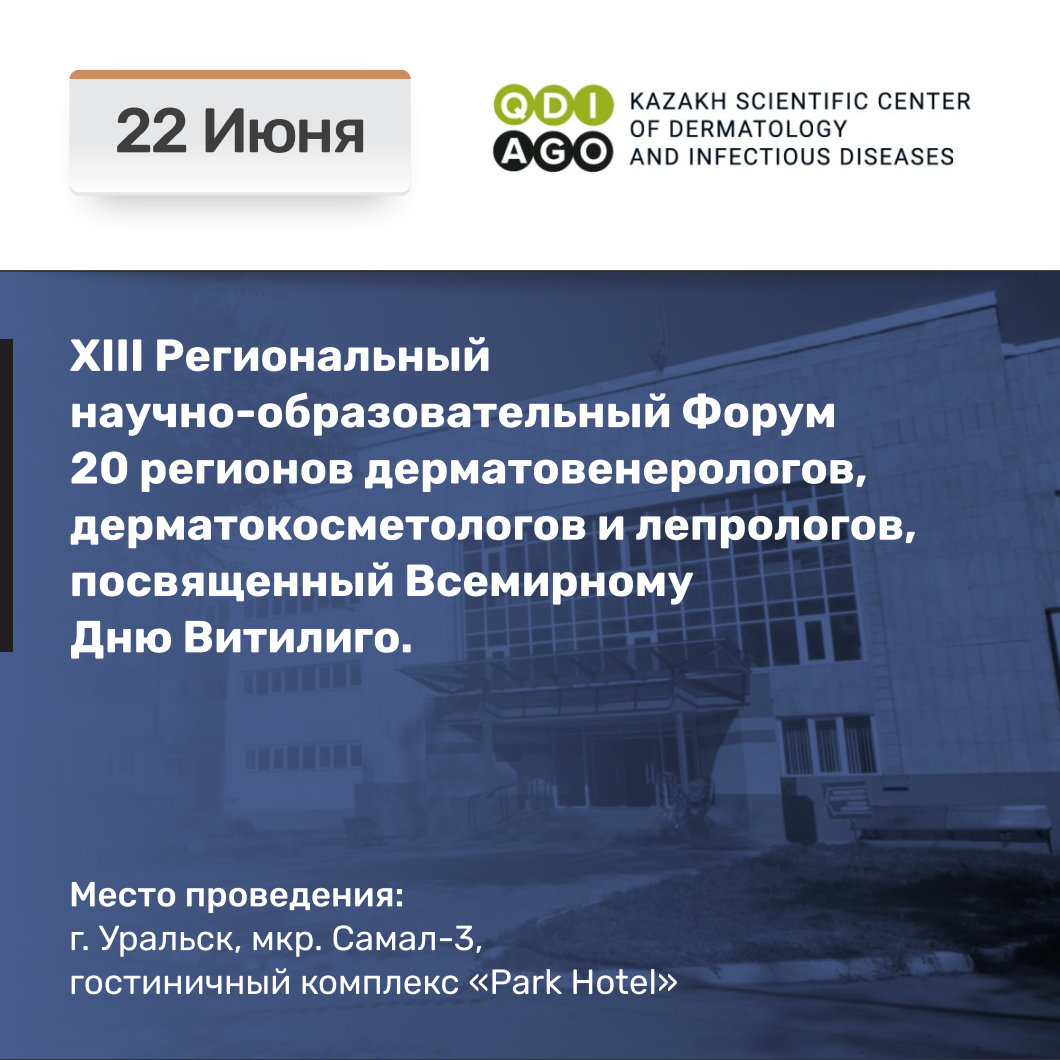 22 Июня
QDI
AGO
KAZAKH SCIENTIFIC CENTER
OF DERMATOLOGY
AND INFECTIOUS DISEASES
XIII Региональный
научно-образовательный Форум
20 регионов дерматовенерологов,
дерматокосметологов и лепрологов,
посвященный Всемирному
Дню Витилиго.
Место проведения:
г. Уральск, мкр. Самал-3,
гостиничный комплекс «Park Hotel»